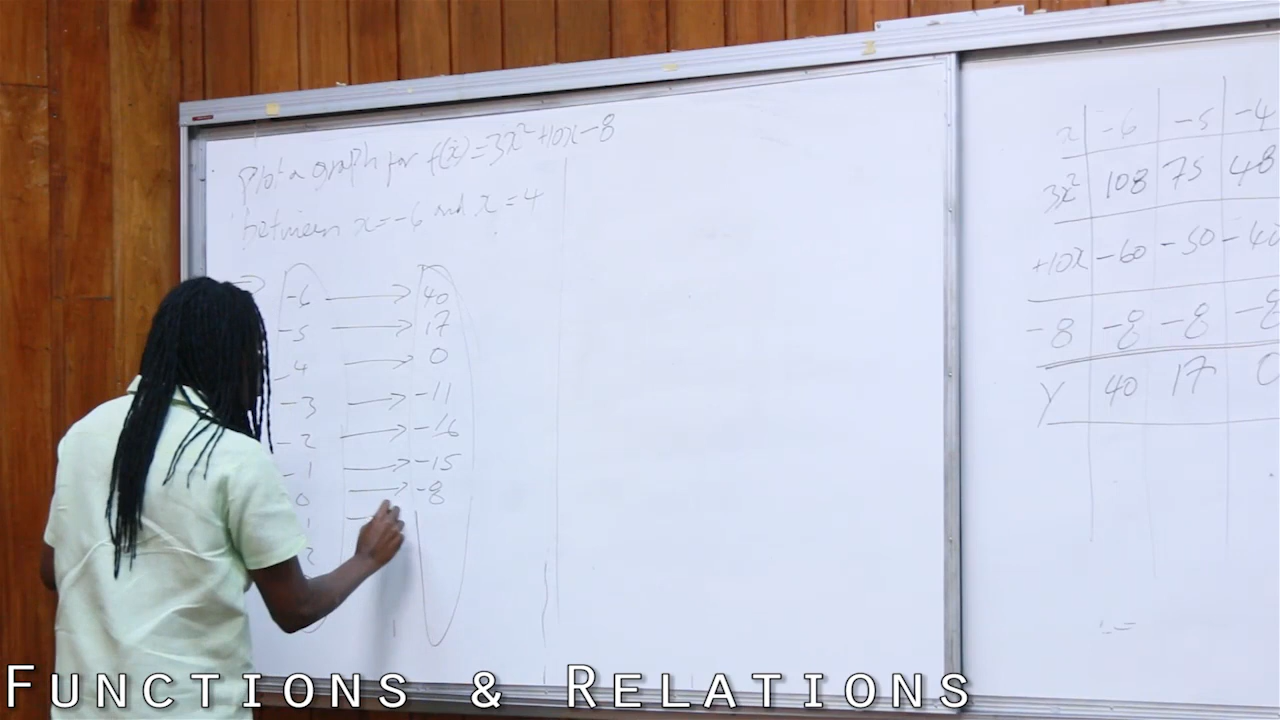 Plot a graph for f(x)=3x²+10x-8
between x=-6 and x=4
-6 → 40
-5 → 17
-4 → 0
-3 → -11
-2 → -16
-1 → -15
0 → -8
1
2
x -6 -5 -4
3x² 108 75 48
+10x -60 -50 -40
-8 -8 -8 -8
Y 40 17 0
FUNCTIONS & RELATIONS